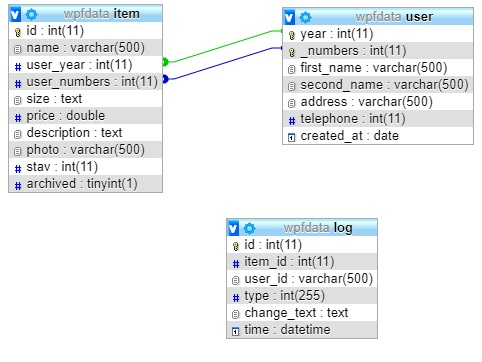 wpfdata item
id : int(11)
name : varchar(500)
user_year : int(11)
user_numbers : int(11)
size : text
price : double
description : text
photo : varchar(500)
stav : int(11)
archived : tinyint(1)
wpfdata user
year : int(11)
_numbers : int(11)
first_name : varchar(500)
second_name : varchar(500)
address : varchar(500)
telephone : int(11)
created_at : date
wpfdata log
id : int(11)
item_id : int(11)
user_id : varchar(500)
type : int(255)
change_text : text
time : datetime